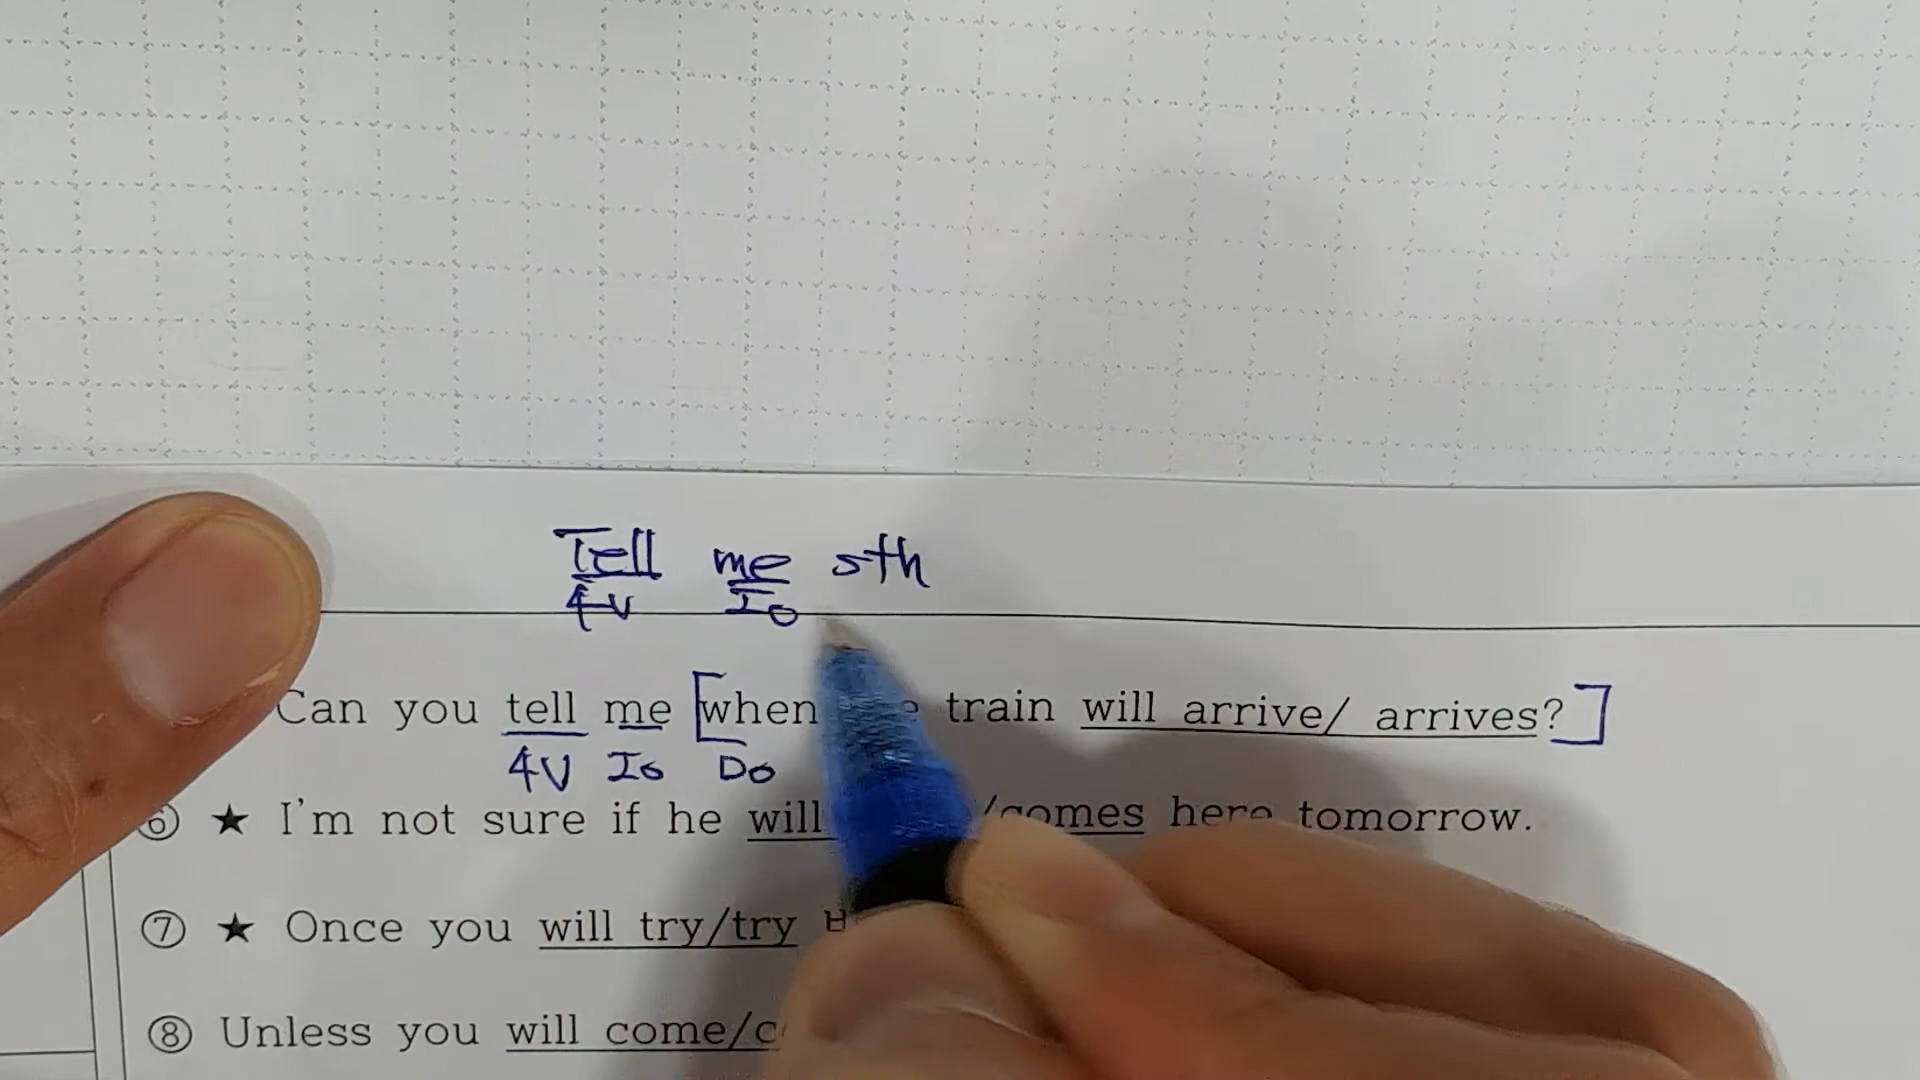 Tell me sth
4V Io
Can you tell me [when train will arrive/ arrives?]
4V Io Do
⑥ ★ I'm not sure if he will /comes here tomorrow.
⑦ ★ Once you will try/try
⑧ Unless you will come/